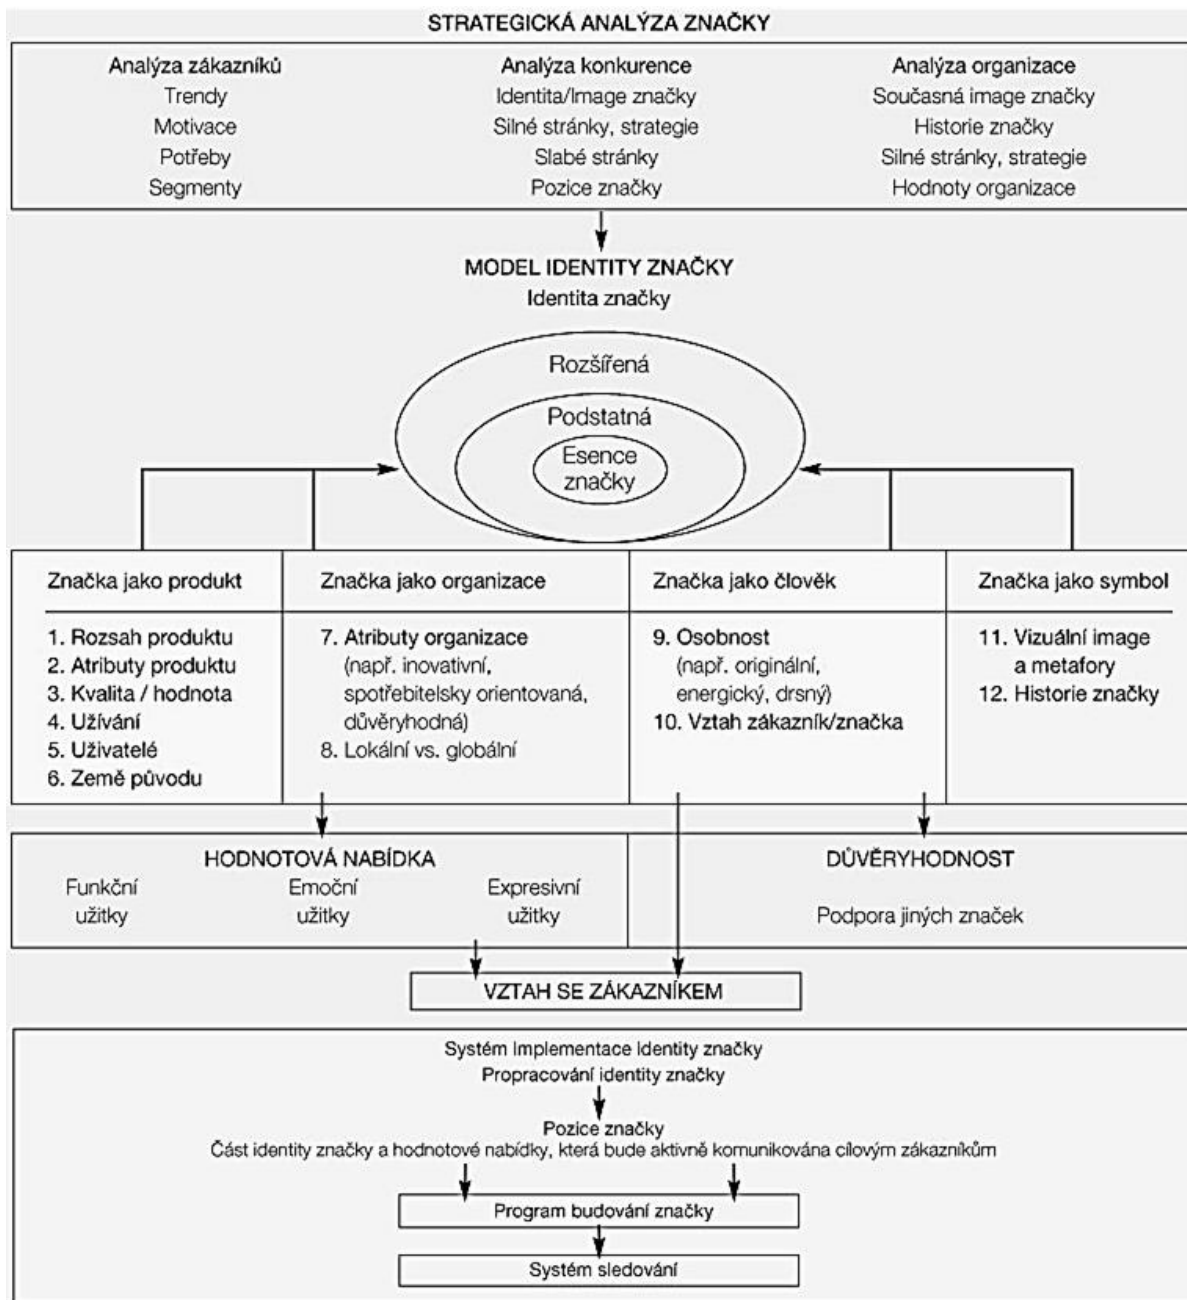 STRATEGICKÁ ANALÝZA ZNAČKY
Analýza zákazníků
Trendy
Motivace
Potřeby
Segmenty
Analýza konkurence
Identita/Image značky
Silné stránky, strategie
Slabé stránky
Pozice značky
Analýza organizace
Současná image značky
Historie značky
Silné stránky, strategie
Hodnoty organizace
MODEL IDENTITY ZNAČKY
Identita značky
Rozšířená
Podstatná
Esence
značky
Značka jako produkt
1. Rozsah produktu
2. Atributy produktu
3. Kvalita / hodnota
4. Užívání
5. Uživatelé
6. Země původu
Značka jako organizace
7. Atributy organizace
(např. inovativní,
spotřebitelsky orientovaná,
důvěryhodná)
8. Lokální vs. globální
Značka jako člověk
9. Osobnost
(např. originální,
energický, drsný)
10. Vztah zákazník/značka
Značka jako symbol
11. Vizuální image
a metafory
12. Historie značky
HODNOTOVÁ NABÍDKA
Funkční
užitky
Emoční
užitky
Expresivní
užitky
DŮVĚRYHODNOST
Podpora jiných značek
VZTAH SE ZÁKAZNÍKEM
Systém Implementace Identity značky
Propracování identity značky
Pozice značky
Část identity značky a hodnotové nabídky, která bude aktivně komunikována cílovým zákazníkům
Program budování značky
Systém sledování